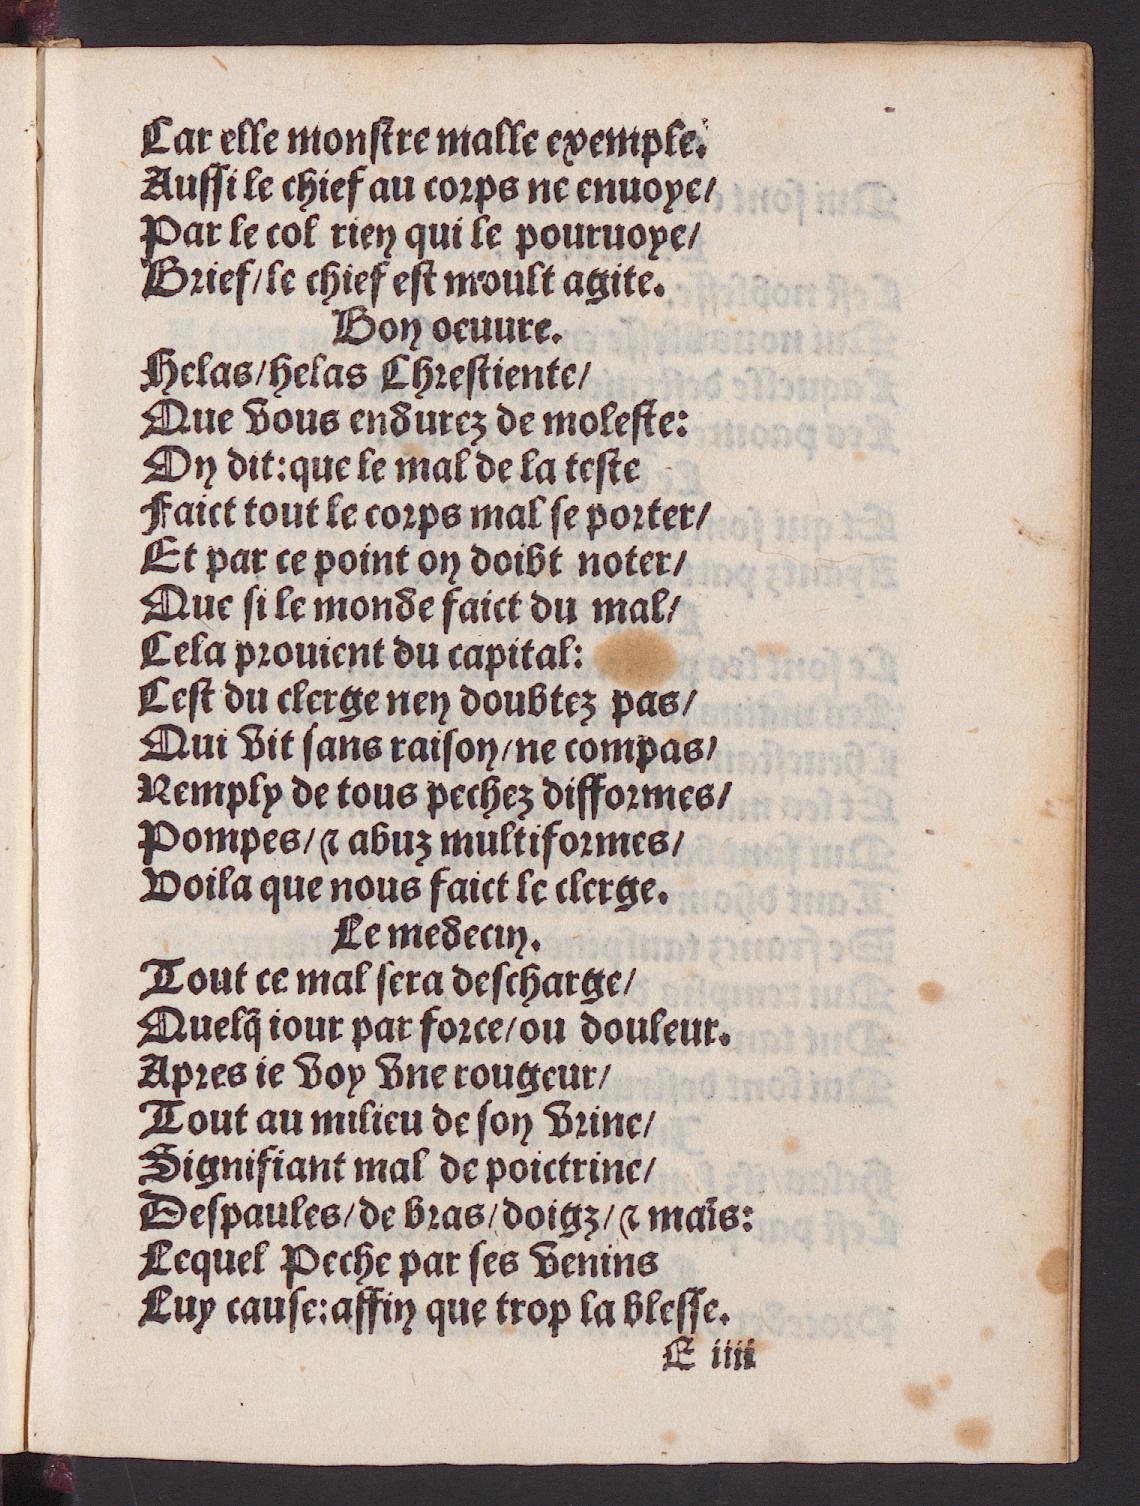 Car elle monstre malle exemple.
Aussi le chief au corps ne enuoye/
Par le col rien qui le pouruoye/
Brief/le chief est moult agite.
Bon oeuure.
Helas/helas Chrestiente/
Que vous endurez de moleste:
On dit:que le mal de la teste
Faict tout le corps mal se porter/
Et par ce point on doibt noter/
Que si le monde faict du mal/
Cela prouient du capital:
Cest du clerge nen doubtez pas/
Qui vit sans raison/ne compas/
Remply de tous pechez difformes/
Pompes/⁊ abuz multiformes/
Voila que nous faict le clerge.
Le medecin.
Tout ce mal sera descharge/
Quelq̃ iour par force/ou douleur.
Apres ie voy vne rougeur/
Tout au milieu de son vrine/
Signifiant mal de poictrine/
Despaules/de bras/doigz/⁊ maīs:
Lequel Peche par ses venins
Luy cause:affin que trop la blesse.
E iiii